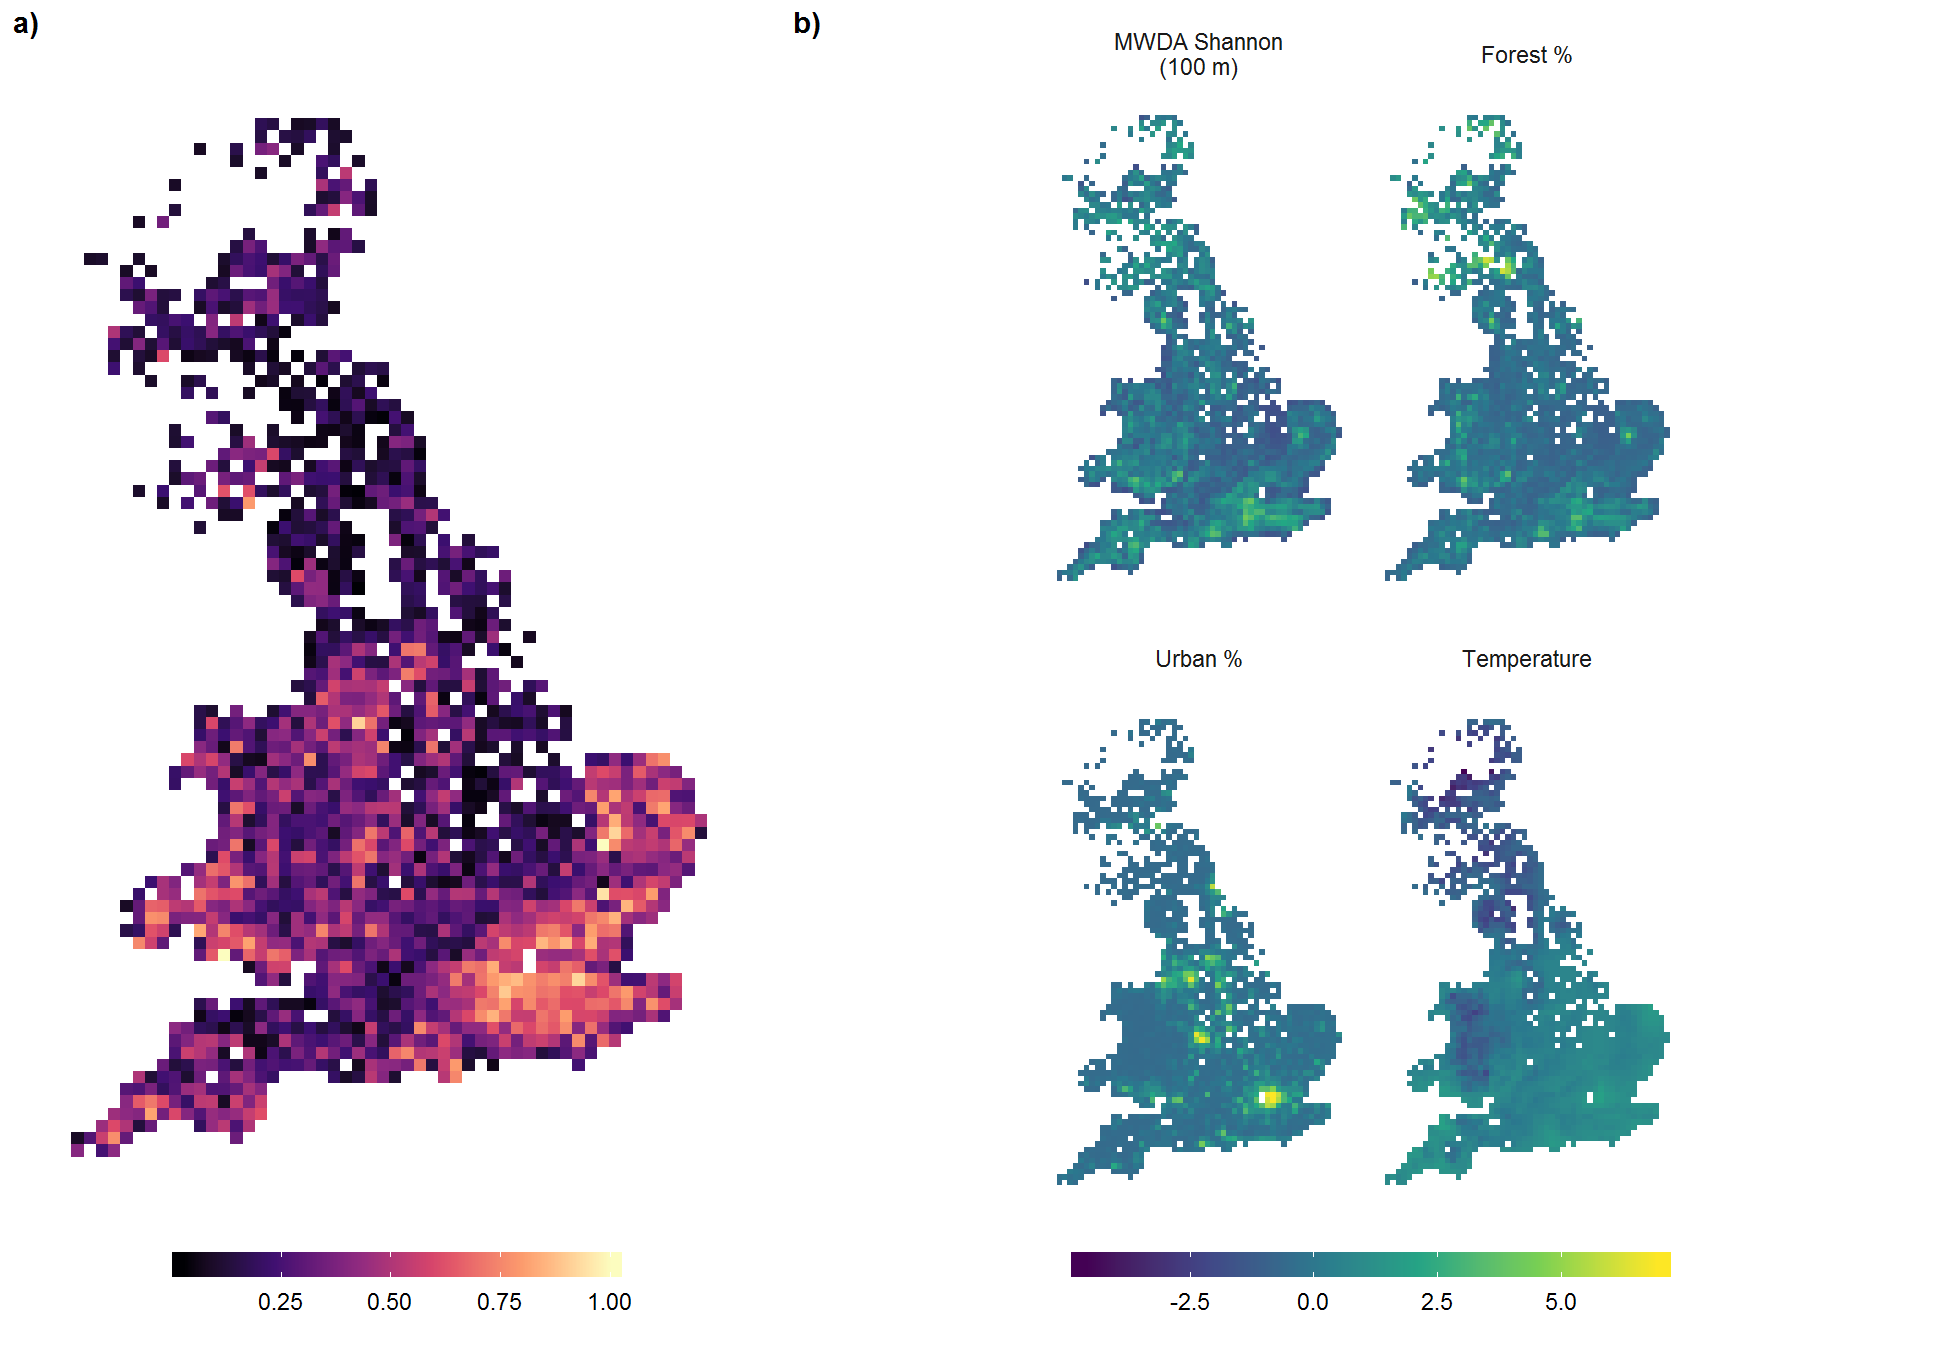 a)
b)
MWDA Shannon
(100 m)
Forest %
Urban %
Temperature
0.25 0.50 0.75 1.00
-2.5 0.0 2.5 5.0